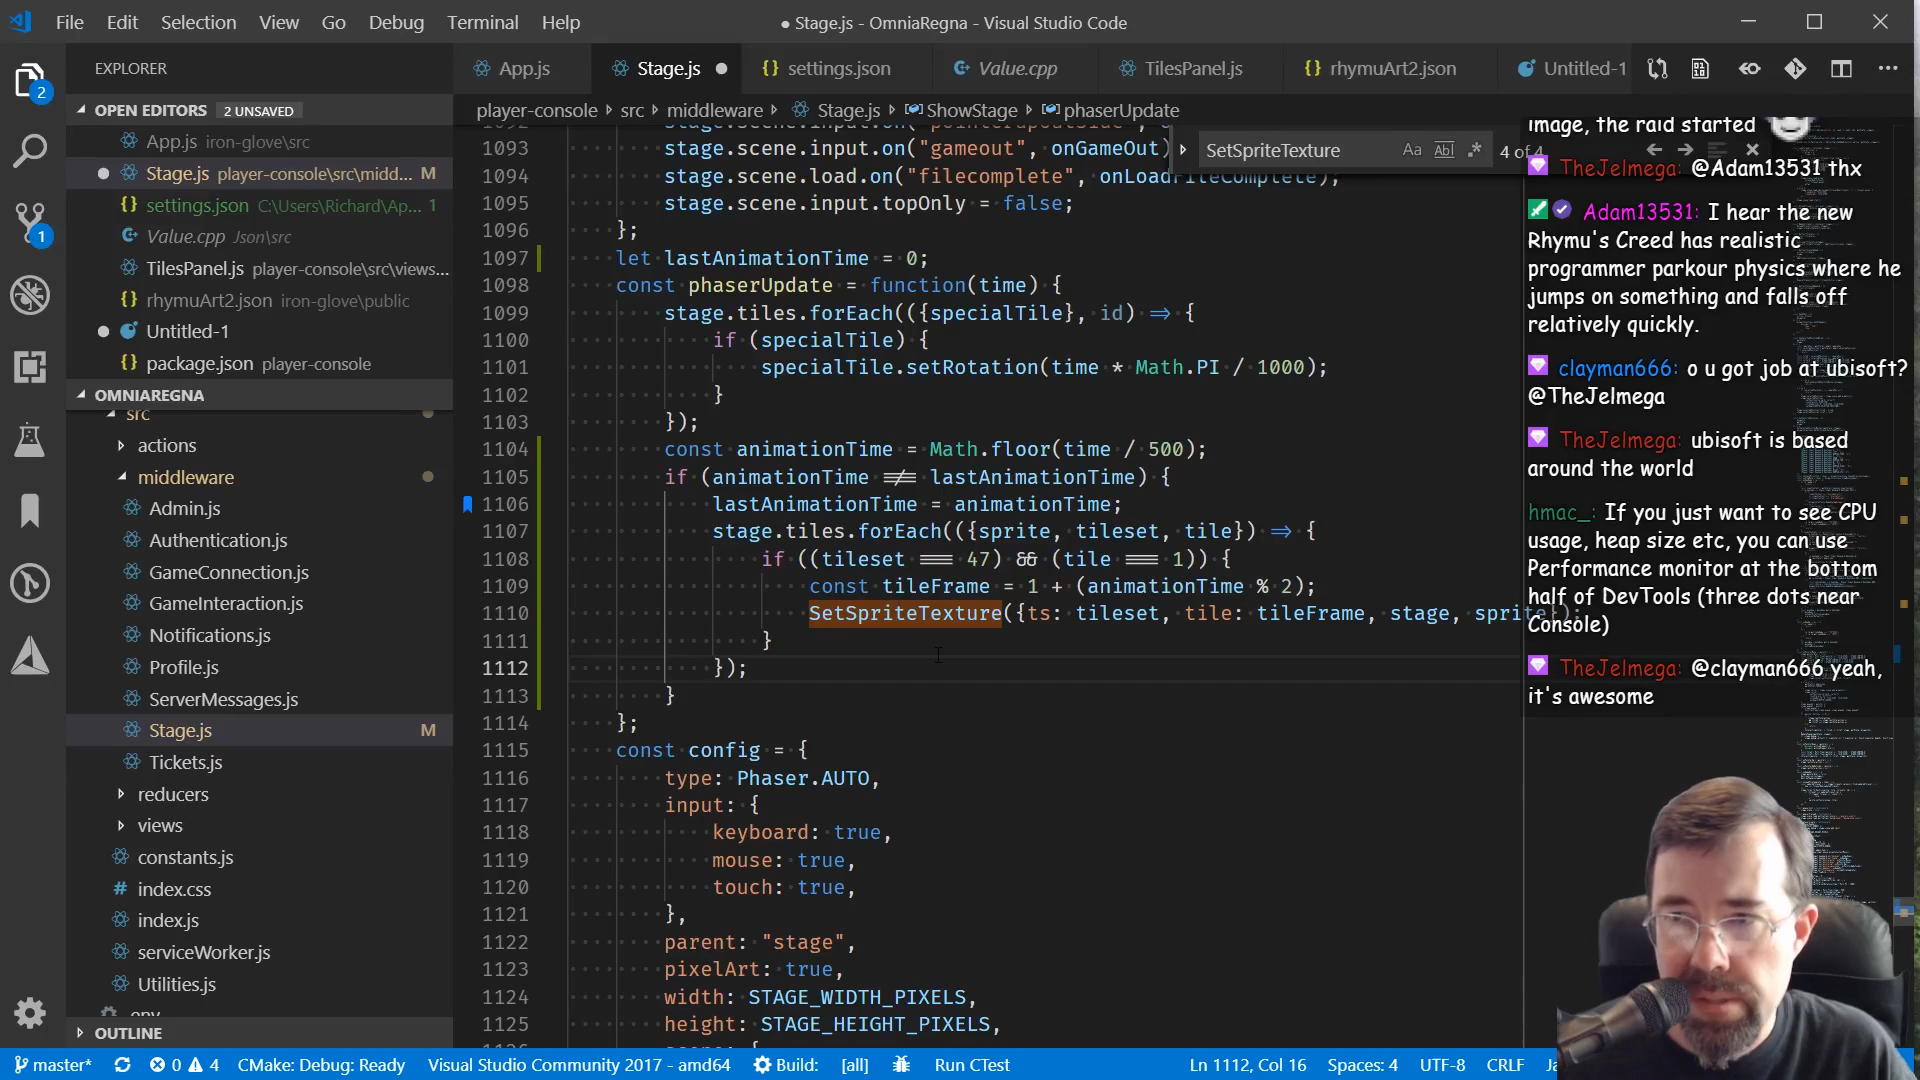 File Edit Selection View Go Debug Terminal Help
● Stage.js - OmniaRegna - Visual Studio Code
EXPLORER
OPEN EDITORS 2 UNSAVED
App.js iron-glove\src
Stage.js player-console\src\midd... M
settings.json C:\Users\Richard\Ap... 1
Value.cpp Json\src
TilesPanel.js player-console\src\views...
rhymuArt2.json iron-glove\public
Untitled-1
package.json player-console
OMNIAREGNA
src
actions
middleware
Admin.js
Authentication.js
GameConnection.js
GameInteraction.js
Notifications.js
Profile.js
ServerMessages.js
Stage.js M
Tickets.js
reducers
views
constants.js
index.css
index.js
serviceWorker.js
Utilities.js
.env
OUTLINE
2
1
App.js Stage.js settings.json Value.cpp TilesPanel.js rhymuArt2.json Untitled-1
player-console > src > middleware > Stage.js > ShowStage > phaserUpdate
SetSpriteTexture Aa Abl .* 4 of 4
1093 stage.scene.input.on("gameout", onGameOut)
1094 stage.scene.load.on("filecomplete", onLoadFileComplete);
1095 stage.scene.input.topOnly = false;
1096 };
1097 let lastAnimationTime = 0;
1098 const phaserUpdate = function(time) {
1099 stage.tiles.forEach(({specialTile}, id) => {
1100 if (specialTile) {
1101 specialTile.setRotation(time * Math.PI / 1000);
1102 }
1103 });
1104 const animationTime = Math.floor(time / 500);
1105 if (animationTime !== lastAnimationTime) {
1106 lastAnimationTime = animationTime;
1107 stage.tiles.forEach(({sprite, tileset, tile}) => {
1108 if ((tileset === 47) && (tile === 1)) {
1109 const tileFrame = 1 + (animationTime % 2);
1110 SetSpriteTexture({ts: tileset, tile: tileFrame, stage, sprite});
1111 }
1112 });
1113 }
1114 };
1115 const config = {
1116 type: Phaser.AUTO,
1117 input: {
1118 keyboard: true,
1119 mouse: true,
1120 touch: true,
1121 },
1122 parent: "stage",
1123 pixelArt: true,
1124 width: STAGE_WIDTH_PIXELS,
1125 height: STAGE_HEIGHT_PIXELS,
image, the raid started
TheJelmega: @Adam13531 thx
Adam13531: I hear the new
Rhymu's Creed has realistic
programmer parkour physics where he
jumps on something and falls off
relatively quickly.
clayman666: o u got job at ubisoft?
@TheJelmega
TheJelmega: ubisoft is based
around the world
hmac_: If you just want to see CPU
usage, heap size etc, you can use
Performance monitor at the bottom
half of DevTools (three dots near
Console)
TheJelmega: @clayman666 yeah,
it's awesome
master* 0 4 CMake: Debug: Ready Visual Studio Community 2017 - amd64 Build: [all] Run CTest Ln 1112, Col 16 Spaces: 4 UTF-8 CRLF